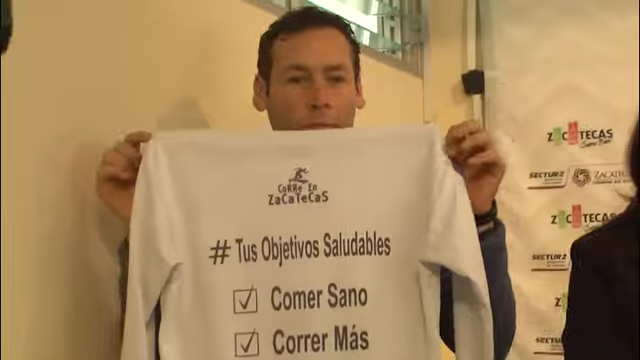 CoRRe En
ZaCaTeCaS
# Tus Objetivos Saludables
☑ Comer Sano
☑ Correr Más
ZACATECAS
SECTURZ
ZACATECAS
SECTURZ
SECTURZ